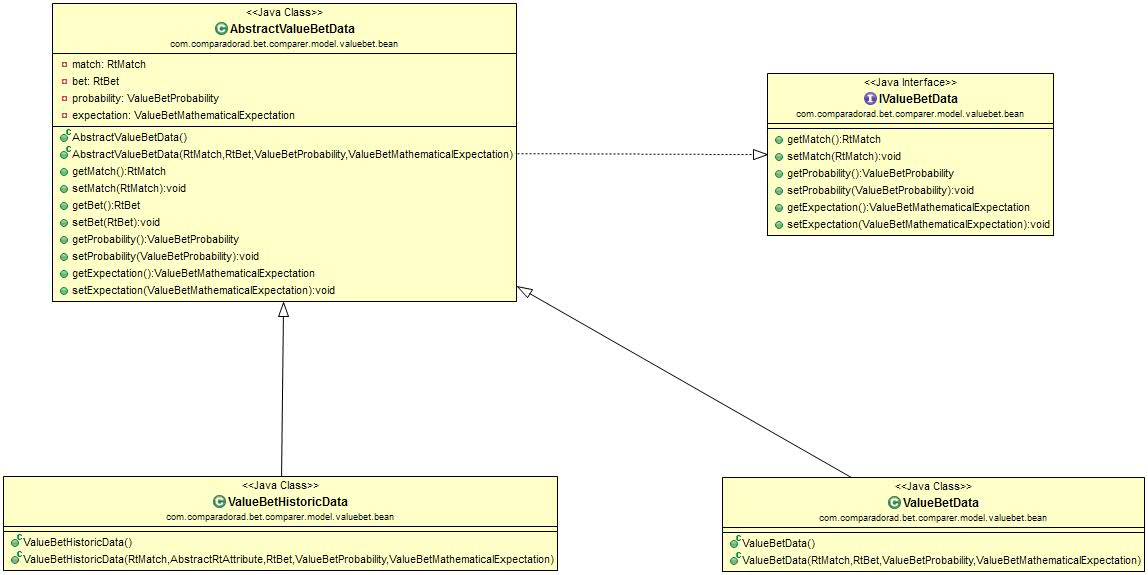 <<Java Class>>
AbstractValueBetData
com.comparadorad.bet.comparer.model.valuebet.bean
match: RtMatch
bet: RtBet
probability: ValueBetProbability
expectation: ValueBetMathematicalExpectation
AbstractValueBetData()
AbstractValueBetData(RtMatch,RtBet,ValueBetProbability,ValueBetMathematicalExpectation)
getMatch():RtMatch
setMatch(RtMatch):void
getBet():RtBet
setBet(RtBet):void
getProbability():ValueBetProbability
setProbability(ValueBetProbability):void
getExpectation():ValueBetMathematicalExpectation
setExpectation(ValueBetMathematicalExpectation):void
<<Java Interface>>
IValueBetData
com.comparadorad.bet.comparer.model.valuebet.bean
getMatch():RtMatch
setMatch(RtMatch):void
getProbability():ValueBetProbability
setProbability(ValueBetProbability):void
getExpectation():ValueBetMathematicalExpectation
setExpectation(ValueBetMathematicalExpectation):void
<<Java Class>>
ValueBetHistoricData
com.comparadorad.bet.comparer.model.valuebet.bean
ValueBetHistoricData()
ValueBetHistoricData(RtMatch,AbstractRtAttribute,RtBet,ValueBetProbability,ValueBetMathematicalExpectation)
<<Java Class>>
ValueBetData
com.comparadorad.bet.comparer.model.valuebet.bean
ValueBetData()
ValueBetData(RtMatch,RtBet,ValueBetProbability,ValueBetMathematicalExpectation)